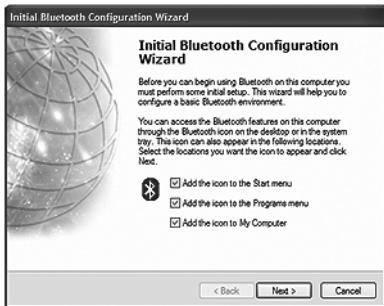 Initial Bluetooth Configuration Wizard
Initial Bluetooth Configuration
Wizard
Before you can begin using Bluetooth on this computer you
must perform some initial setup. This wizard will help you to
configure a basic Bluetooth environment.
You can access the Bluetooth features on this computer
through the Bluetooth icon on the desktop or in the system
tray. This icon can also appear in the following locations.
Select the locations you want the icon to appear and click
Next.
Add the icon to the Start menu
Add the icon to the Programs menu
Add the icon to My Computer
< Back
Next >
Cancel